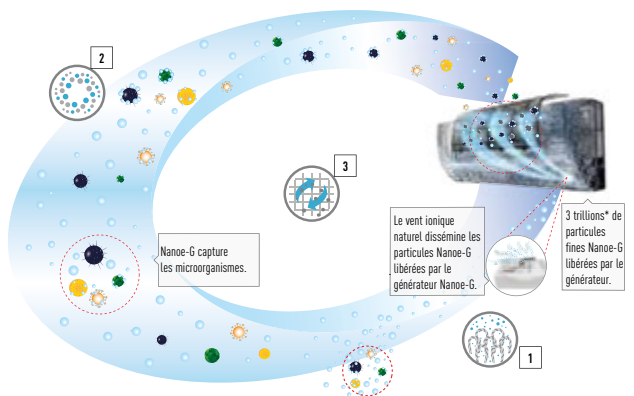 2
3
Nanoe-G capture
les microorganismes.
Le vent ionique
naturel dissémine les
particules Nanoe-G
libérées par le
générateur Nanoe-G.
3 trillions* de
particules
fines Nanoe-G
libérées par le
générateur.
1